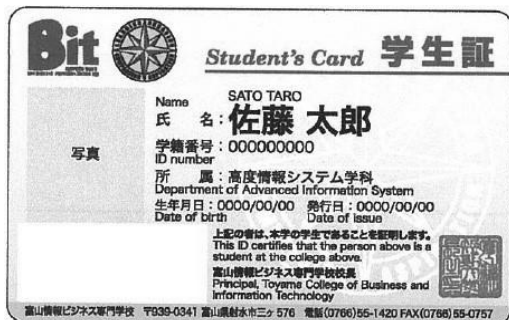 Bit
Student's Card 学生証
Name SATO TARO
氏 名：佐藤 太郎
写真
学籍番号：000000000
ID number
所 属：高度情報システム学科
Department of Advanced Information System
生年月日：0000/00/00 発行日：0000/00/00
Date of birth Date of issue
上記の者は、本学の学生であることを証明します。
This ID certifies that the person above is a
student at the college above.
富山情報ビジネス専門学校校長
Principal, Toyama College of Business and
Information Technology
富山情報ビジネス専門学校 〒939-0341 富山県射水市三ケ576 電話(0766)55-1420 FAX(0766)55-0757